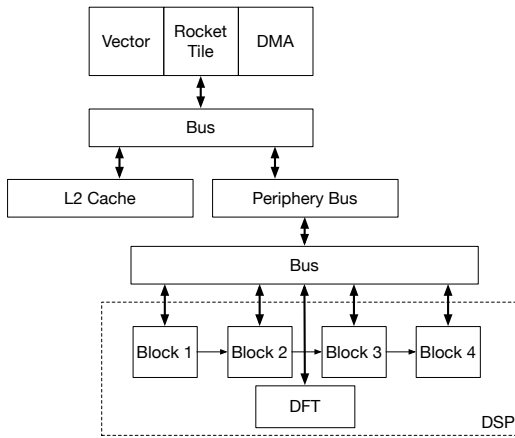 Vector
Rocket
Tile
DMA
Bus
L2 Cache
Periphery Bus
Bus
Block 1
Block 2
Block 3
Block 4
DFT
DSP